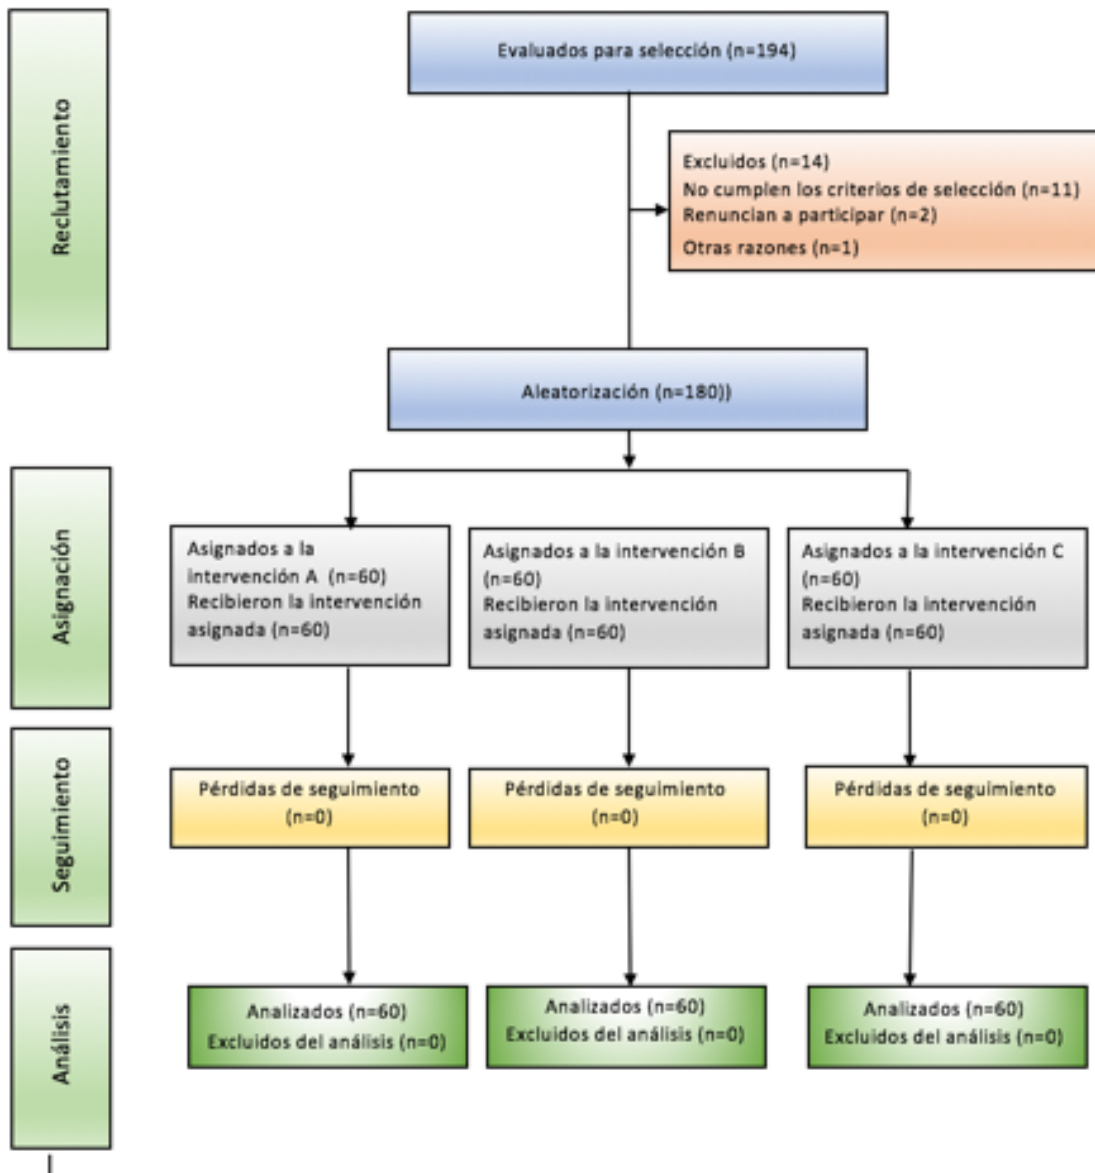 Reclutamiento
Evaluados para selección (n=194)
Excluidos (n=14)
No cumplen los criterios de selección (n=11)
Renuncian a participar (n=2)
Otras razones (n=1)
Aleatorización (n=180))
Asignación
Asignados a la
intervención A (n=60)
Recibieron la intervención
asignada (n=60)
Asignados a la intervención B
(n=60)
Recibieron la intervención
asignada (n=60)
Asignados a la intervención C
(n=60)
Recibieron la intervención
asignada (n=60)
Seguimiento
Pérdidas de seguimiento
(n=0)
Pérdidas de seguimiento
(n=0)
Pérdidas de seguimiento
(n=0)
Análisis
Analizados (n=60)
Excluidos del análisis (n=0)
Analizados (n=60)
Excluidos del análisis (n=0)
Analizados (n=60)
Excluidos del análisis (n=0)